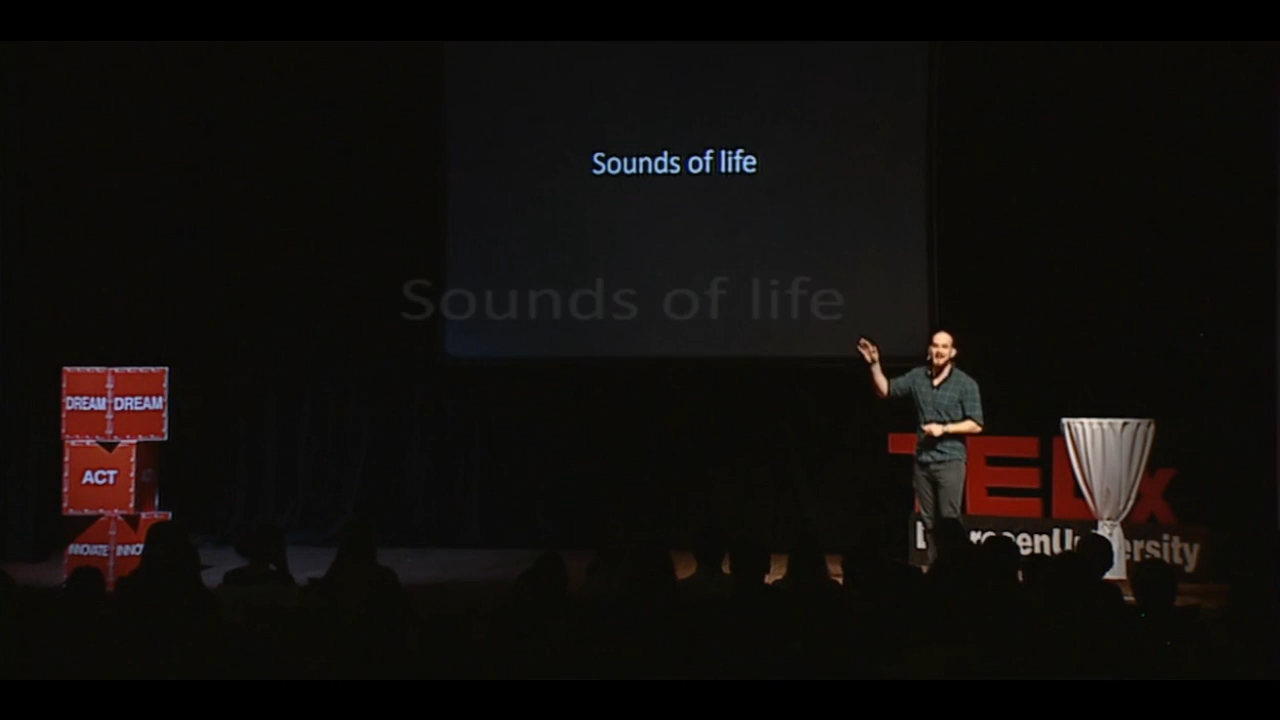 Sounds of life
Sounds of life
DREAM DREAM
ACT
INNOVATE
TEDx